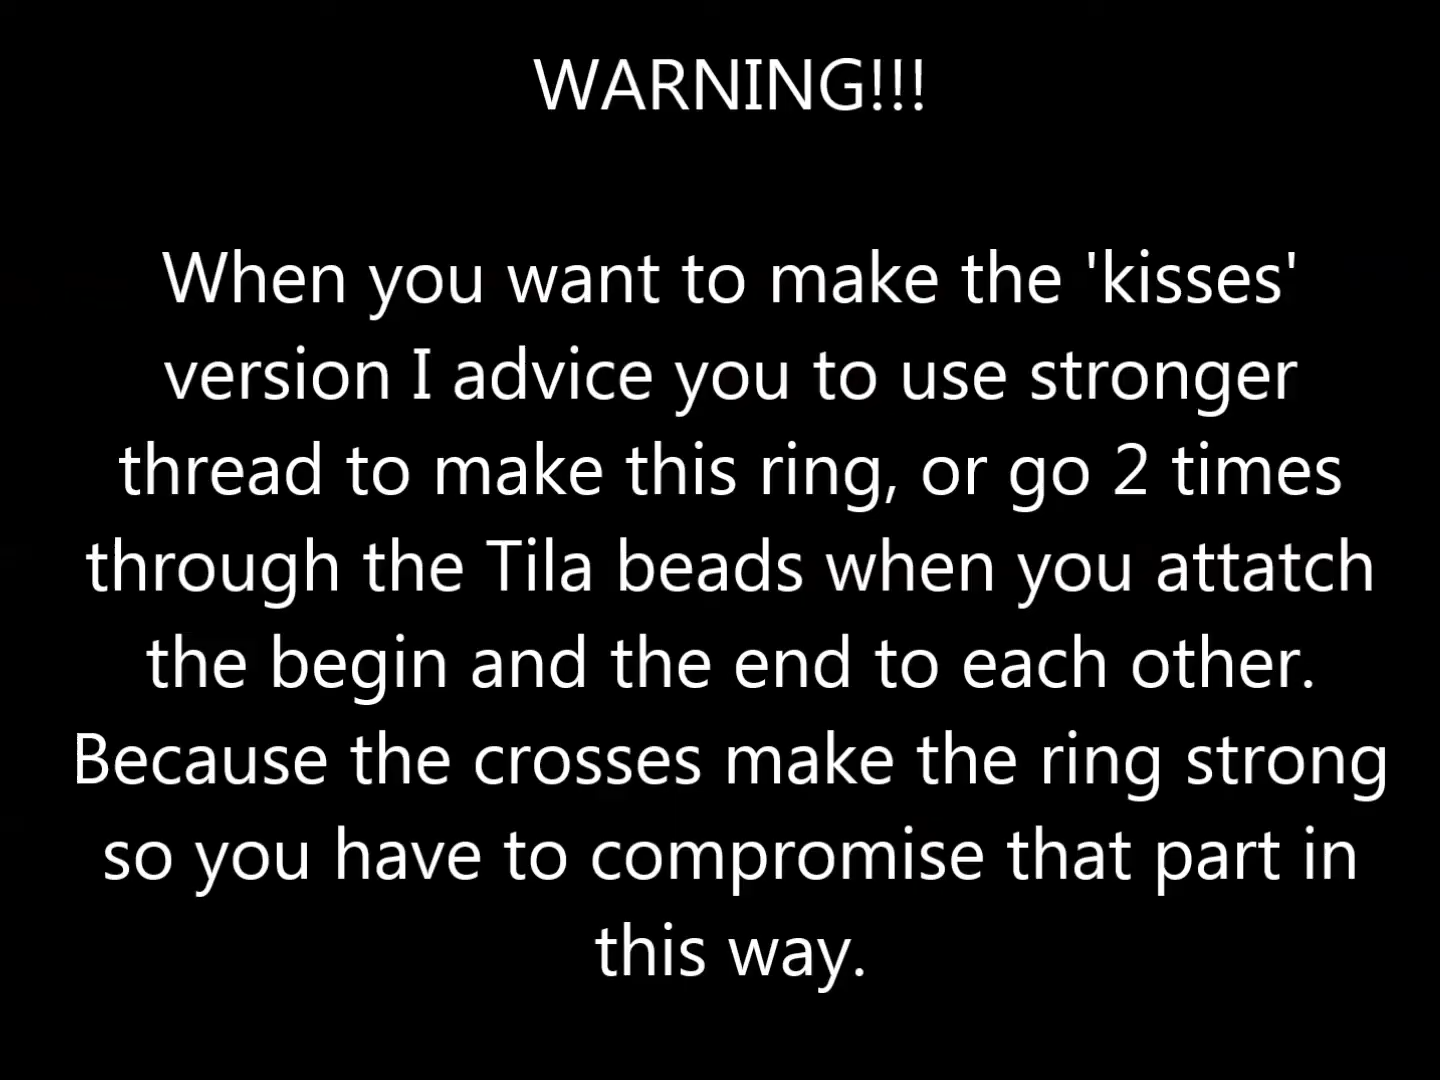 WARNING!!!
When you want to make the 'kisses'
version I advice you to use stronger
thread to make this ring, or go 2 times
through the Tila beads when you attatch
the begin and the end to each other.
Because the crosses make the ring strong
so you have to compromise that part in
this way.